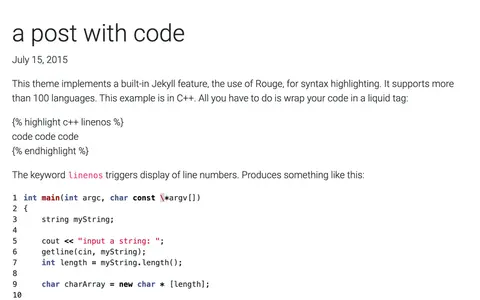 a post with code
July 15, 2015
This theme implements a built-in Jekyll feature, the use of Rouge, for syntax highlighting. It supports more
than 100 languages. This example is in C++. All you have to do is wrap your code in a liquid tag:
{% highlight c++ linenos %}
code code code
{% endhighlight %}
The keyword linenos triggers display of line numbers. Produces something like this:
1 int main(int argc, char const \*argv[])
2 {
3     string myString;
4
5     cout << "input a string: ";
6     getline(cin, myString);
7     int length = myString.length();
8
9     char charArray = new char * [length];
10